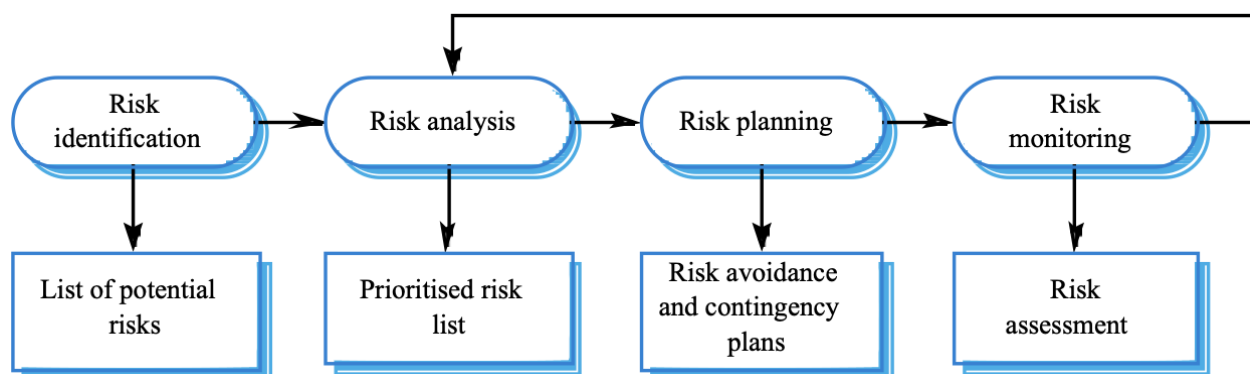 Risk
identification
Risk analysis
Risk planning
Risk
monitoring
List of potential
risks
Prioritised risk
list
Risk avoidance
and contingency
plans
Risk
assessment